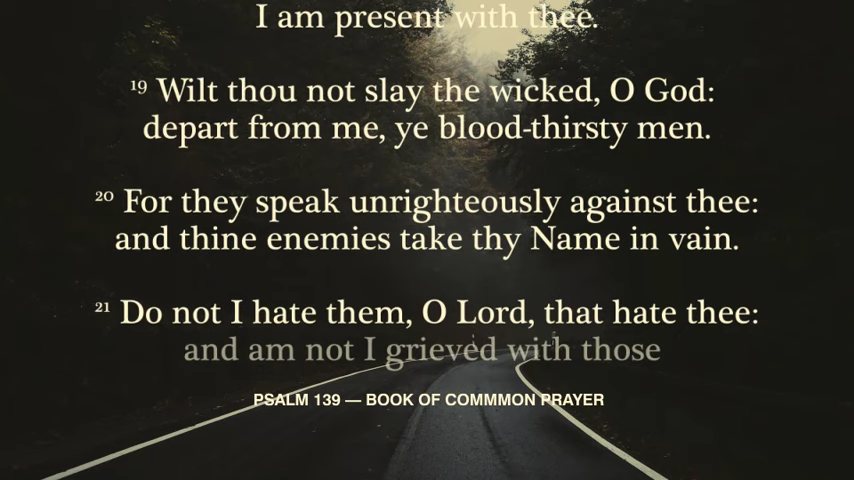 I am present with thee.
19 Wilt thou not slay the wicked, O God:
depart from me, ye blood-thirsty men.
20 For they speak unrighteously against thee:
and thine enemies take thy Name in vain.
21 Do not I hate them, O Lord, that hate thee:
and am not I grieved with those
PSALM 139 — BOOK OF COMMMON PRAYER